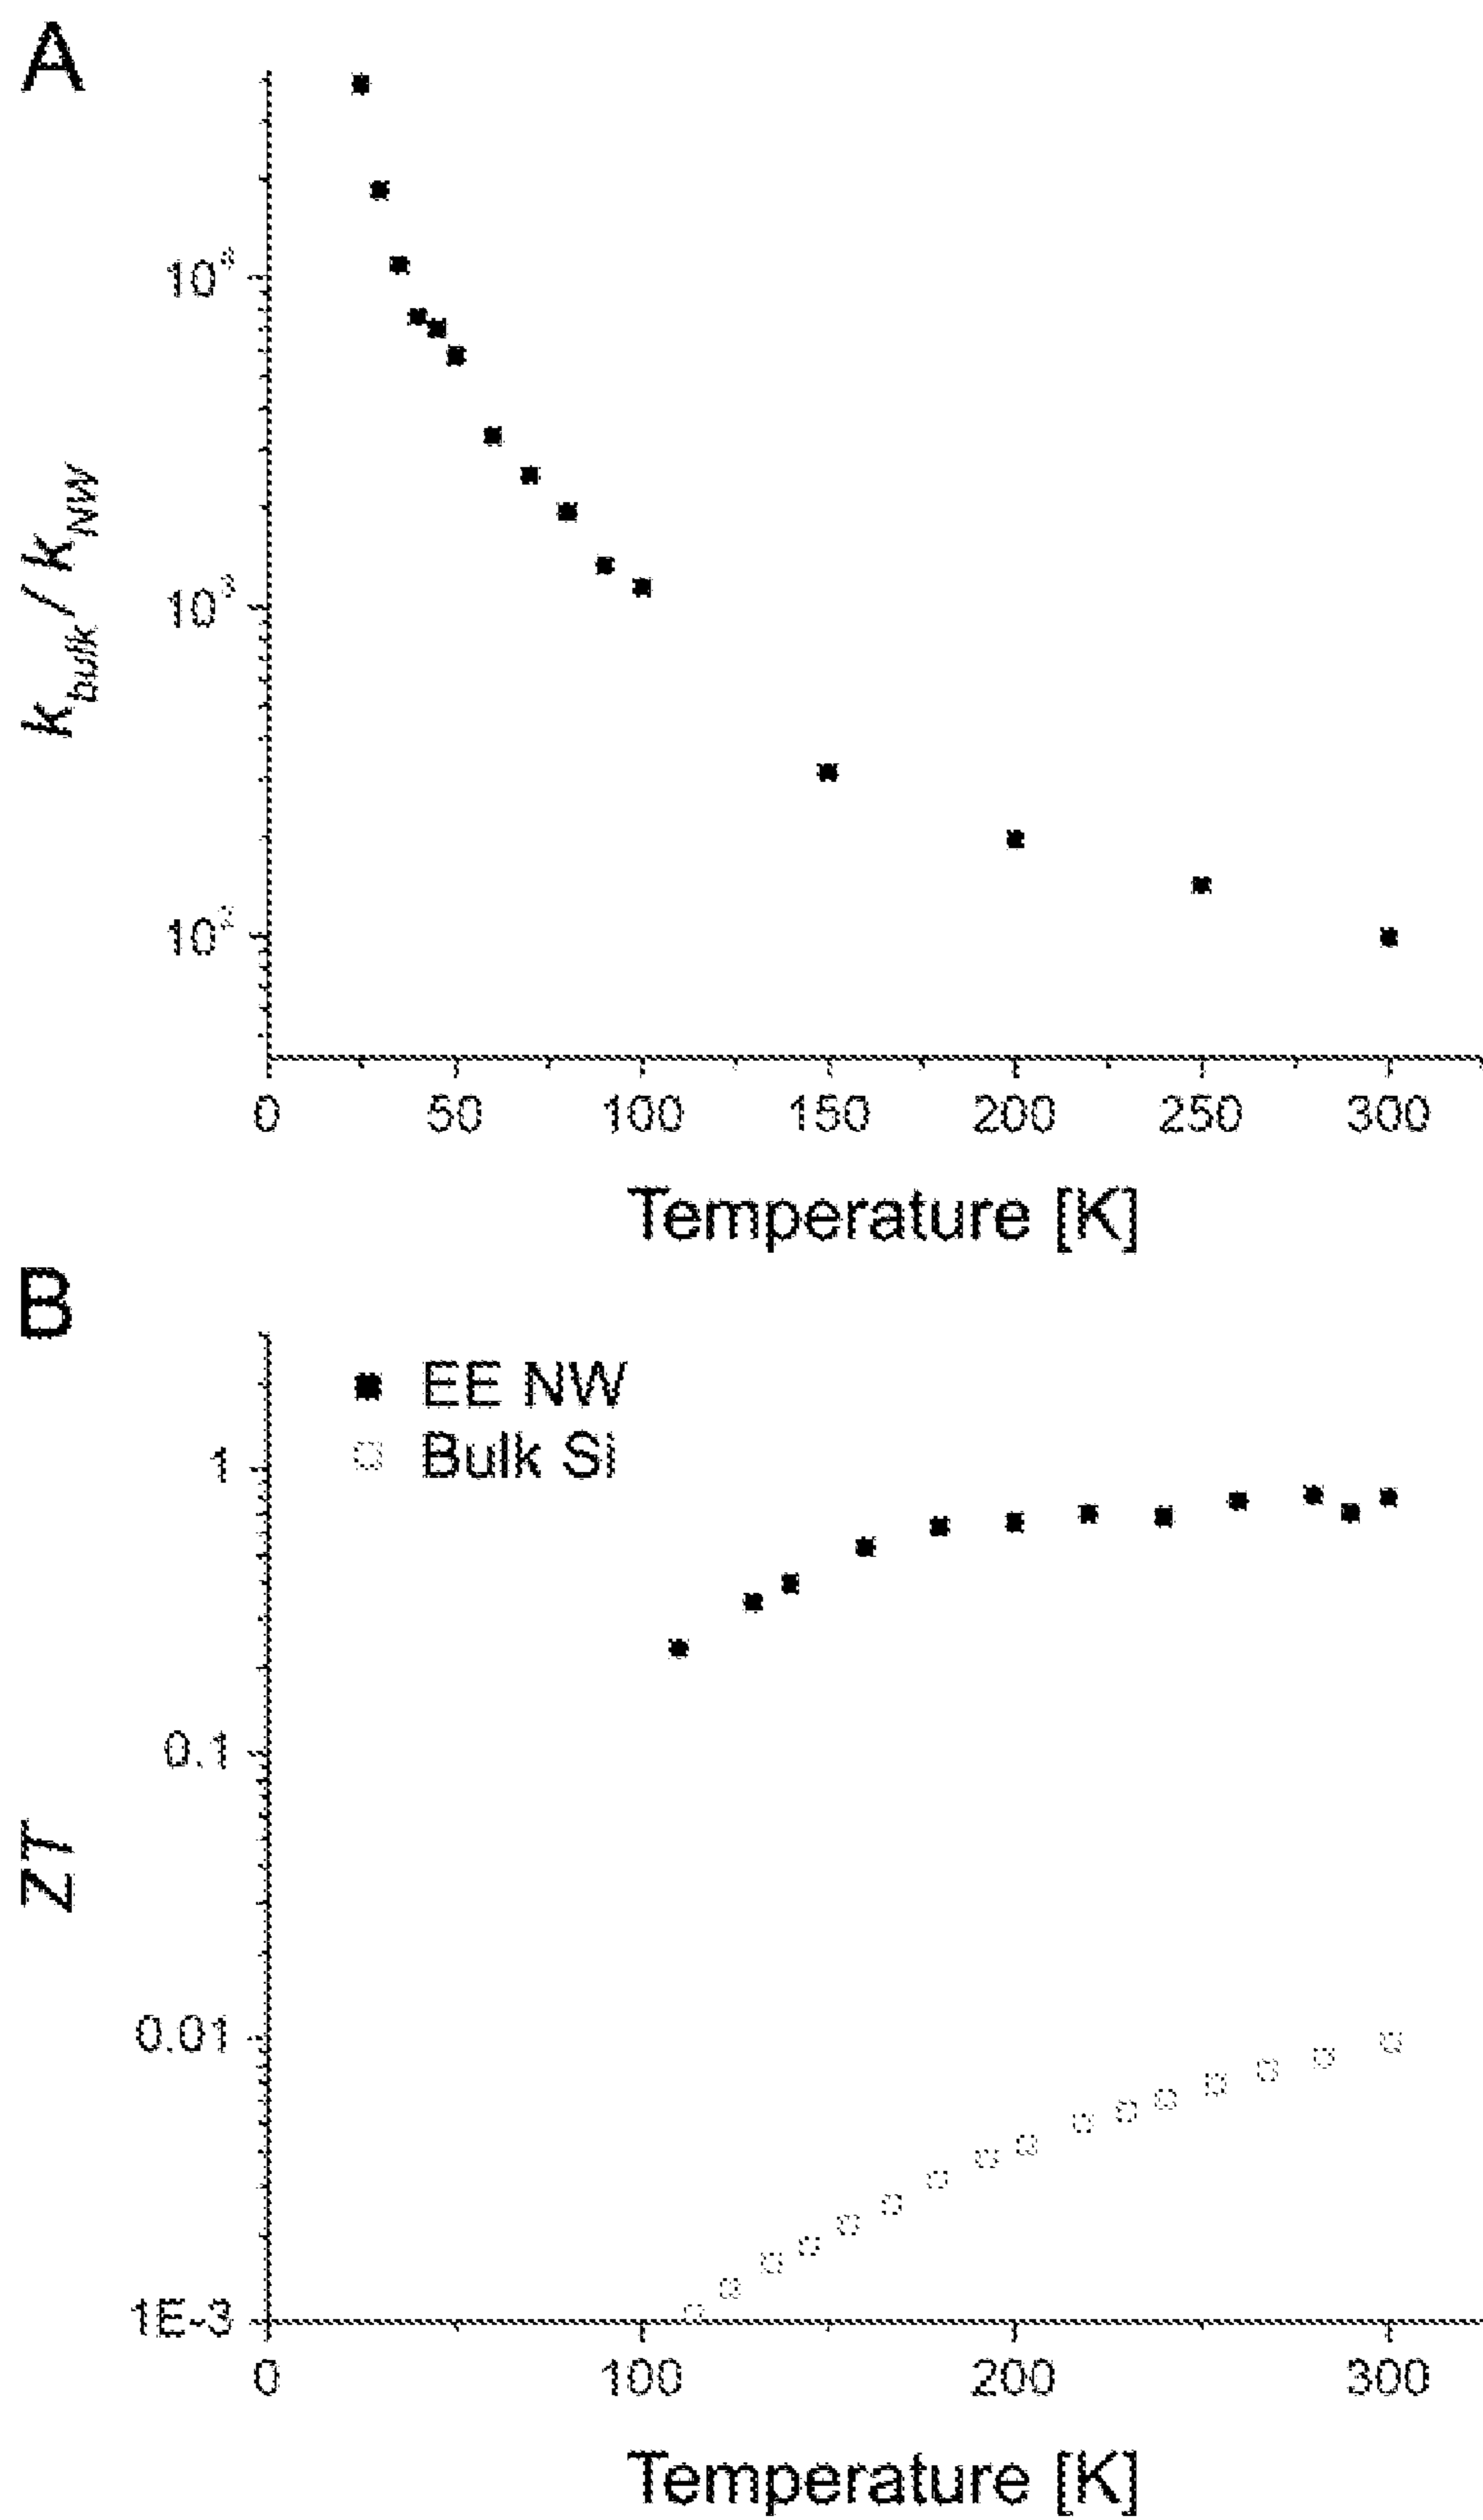 A
10³
10²
k_bulk / k_NW
0 50 100 150 200 250 300
Temperature [K]
B
EE NW
Bulk Si
1
0.1
0.01
1E-3
ZT
0 100 200 300
Temperature [K]